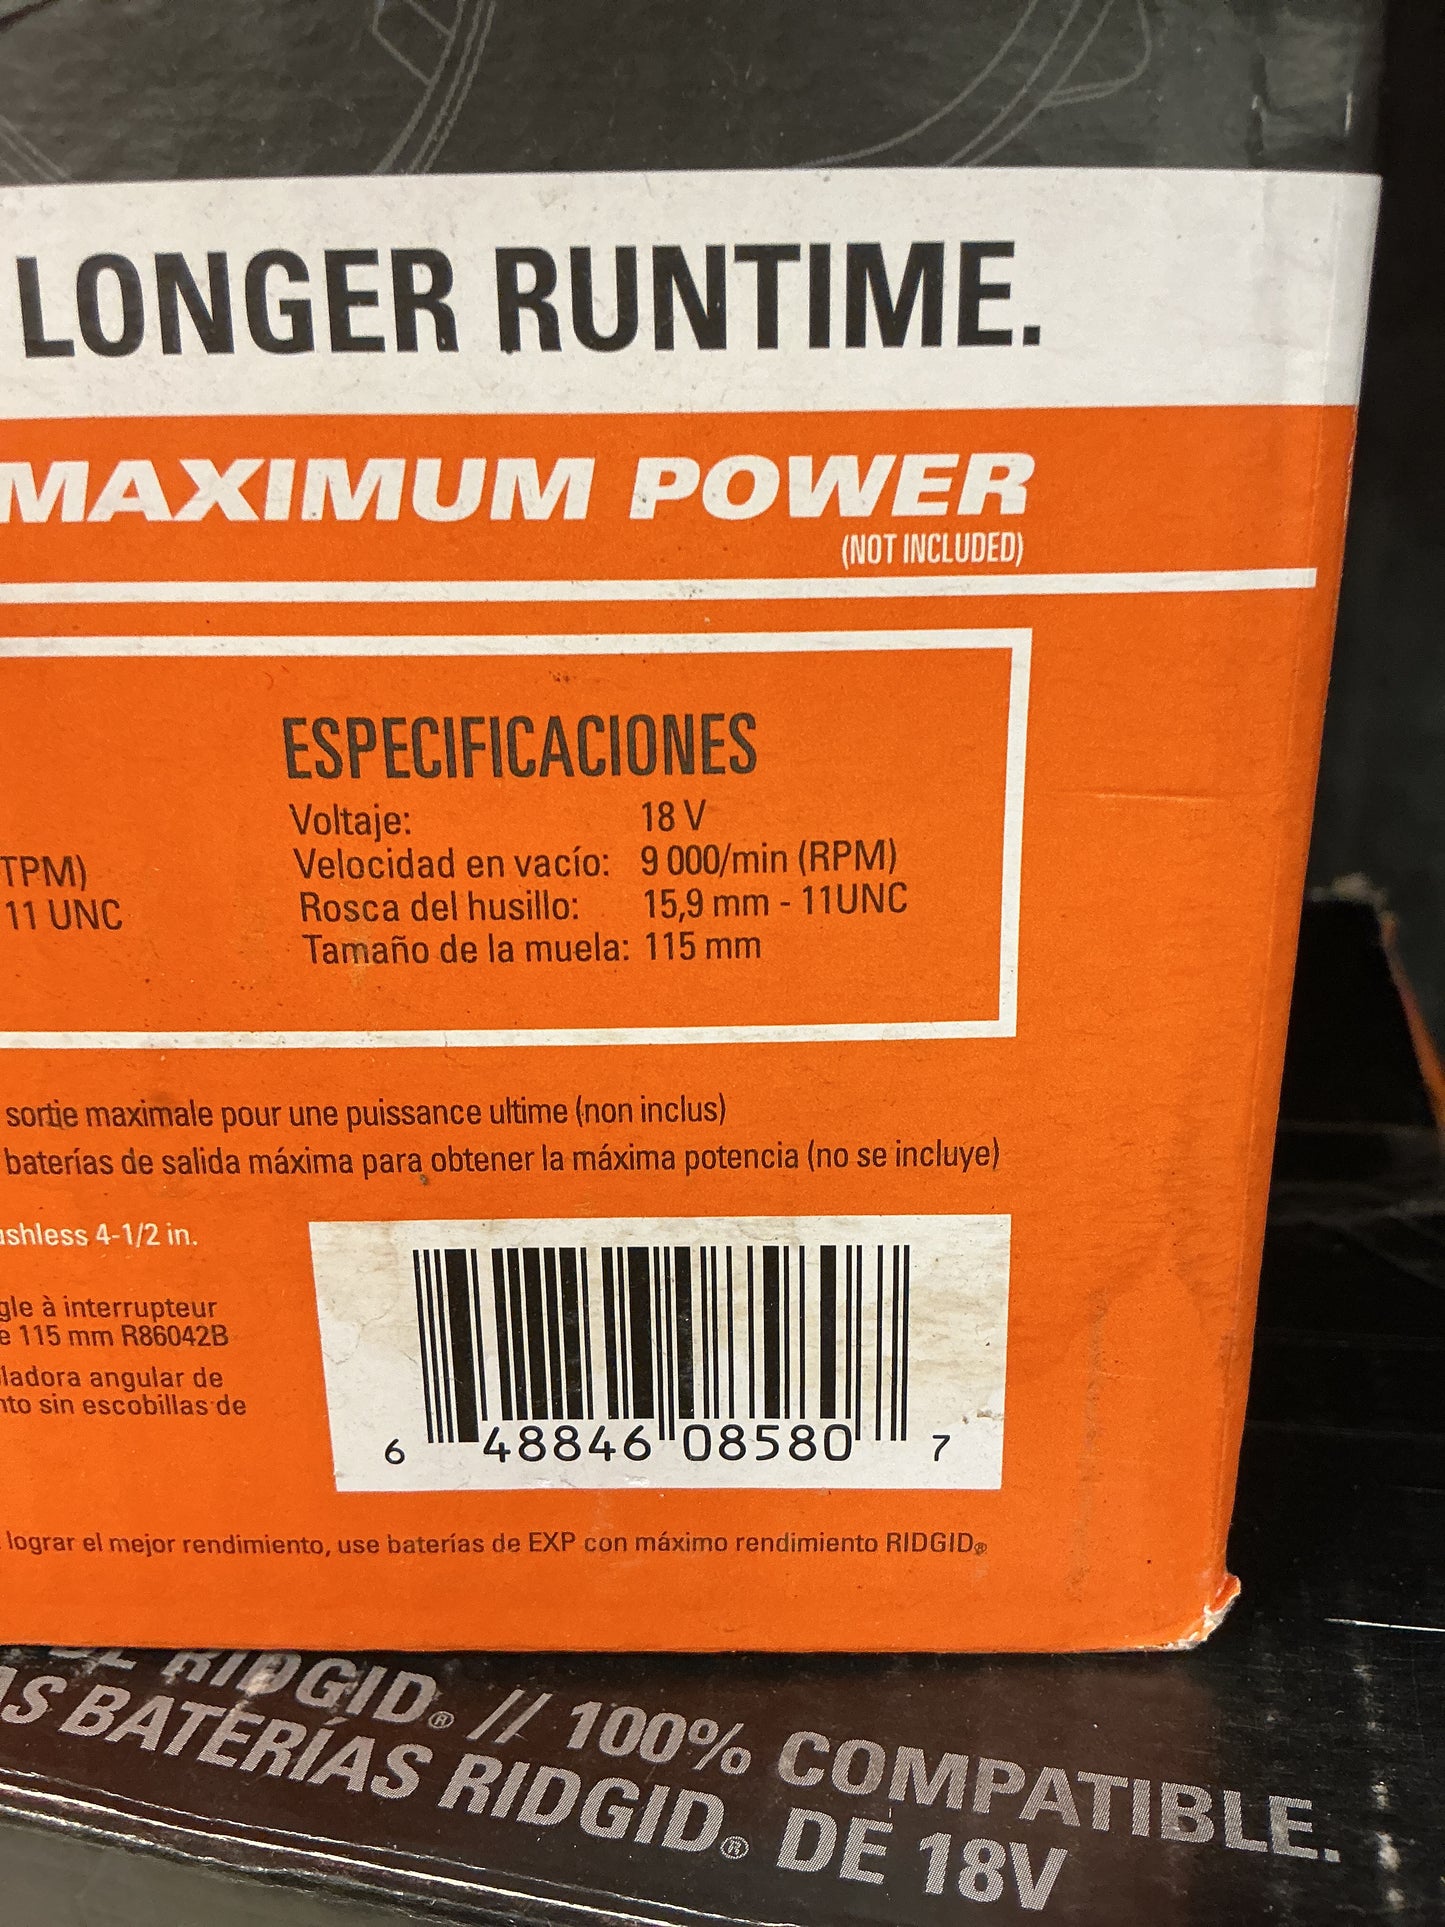 LONGER RUNTIME.
MAXIMUM POWER
(NOT INCLUDED)
ESPECIFICACIONES
Voltaje: 18 V
Velocidad en vacío: 9 000/min (RPM)
Rosca del husillo: 15,9 mm - 11UNC
Tamaño de la muela: 115 mm
TPM)
11 UNC
sortie maximale pour une puissance ultime (non inclus)
baterías de salida máxima para obtener la máxima potencia (no se incluye)
ushless 4-1/2 in.
gle à interrupteur
e 115 mm R86042B
ladora angular de
nto sin escobillas de
6 48846 08580 7
lograr el mejor rendimiento, use baterías de EXP con máximo rendimiento RIDGID®
DE RIDGID® // 100% COMPATIBLE.
AS BATERÍAS RIDGID® DE 18V